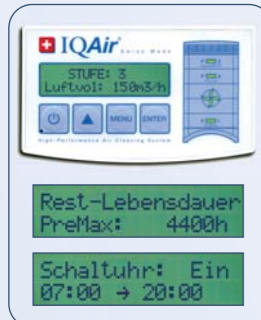 IQAir Swiss Made
STUFE: 3
Luftvol: 150m3/h
MENU ENTER
High-Performance Air Cleaning System
Rest-Lebensdauer
PreMax: 4400h
Schaltuhr: Ein
07:00 → 20:00